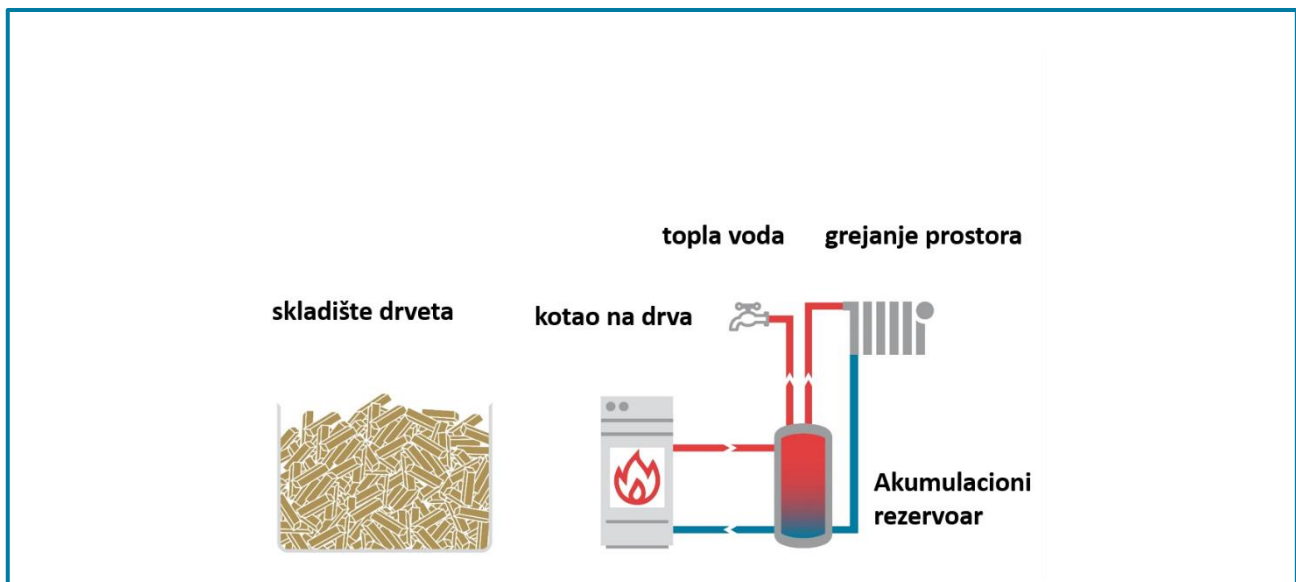 topla voda
grejanje prostora
skladište drveta
kotao na drva
Akumulacioni
rezervoar